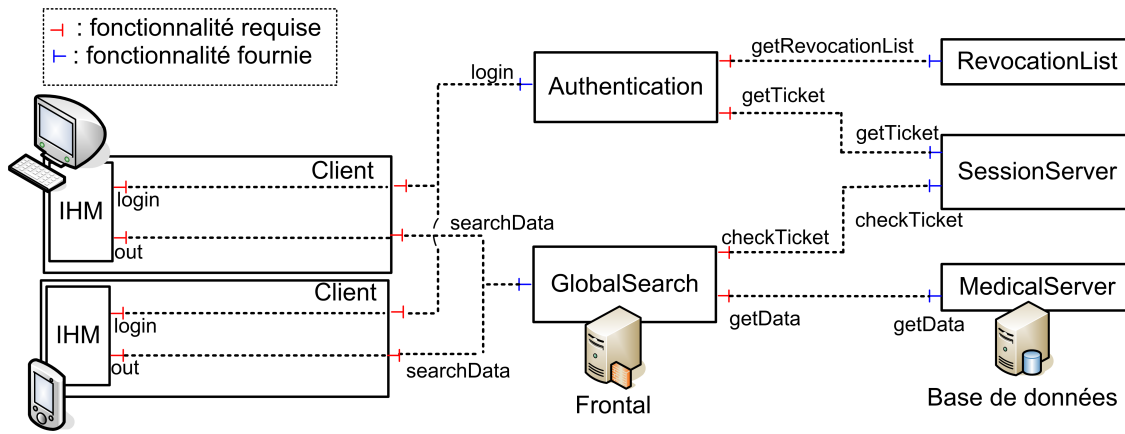 : fonctionalité requise
: fonctionnalité fournie
login
Authentication
getRevocationList
RevocationList
getTicket
getTicket
SessionServer
checkTicket
checkTicket
Client
IHM
login
out
searchData
GlobalSearch
getData
MedicalServer
getData
Client
IHM
login
out
searchData
Frontal
Base de données